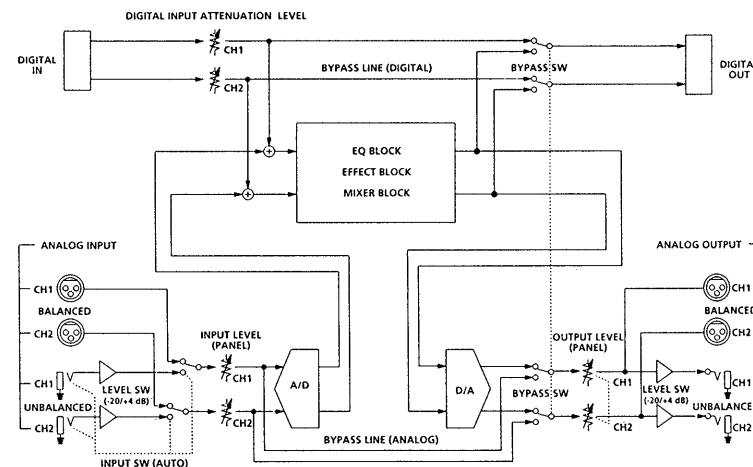 DIGITAL INPUT ATTENUATION LEVEL
DIGITAL
IN
CH1
CH2
BYPASS LINE (DIGITAL)
BYPASS SW
DIGITA
OUT
EQ BLOCK
EFFECT BLOCK
MIXER BLOCK
ANALOG INPUT
CH1
BALANCED
CH2
CH1
UNBALANCED
CH2
LEVEL SW
(-20/+4 dB)
INPUT SW (AUTO)
INPUT LEVEL
(PANEL)
CH1
CH2
A/D
BYPASS LINE (ANALOG)
D/A
BYPASS SW
OUTPUT LEVEL
(PANEL)
CH1
CH2
LEVEL SW
(-20/+4 dB)
ANALOG OUTPUT
CH1
BALANCE
CH2
CH1
UNBALANCE
CH2